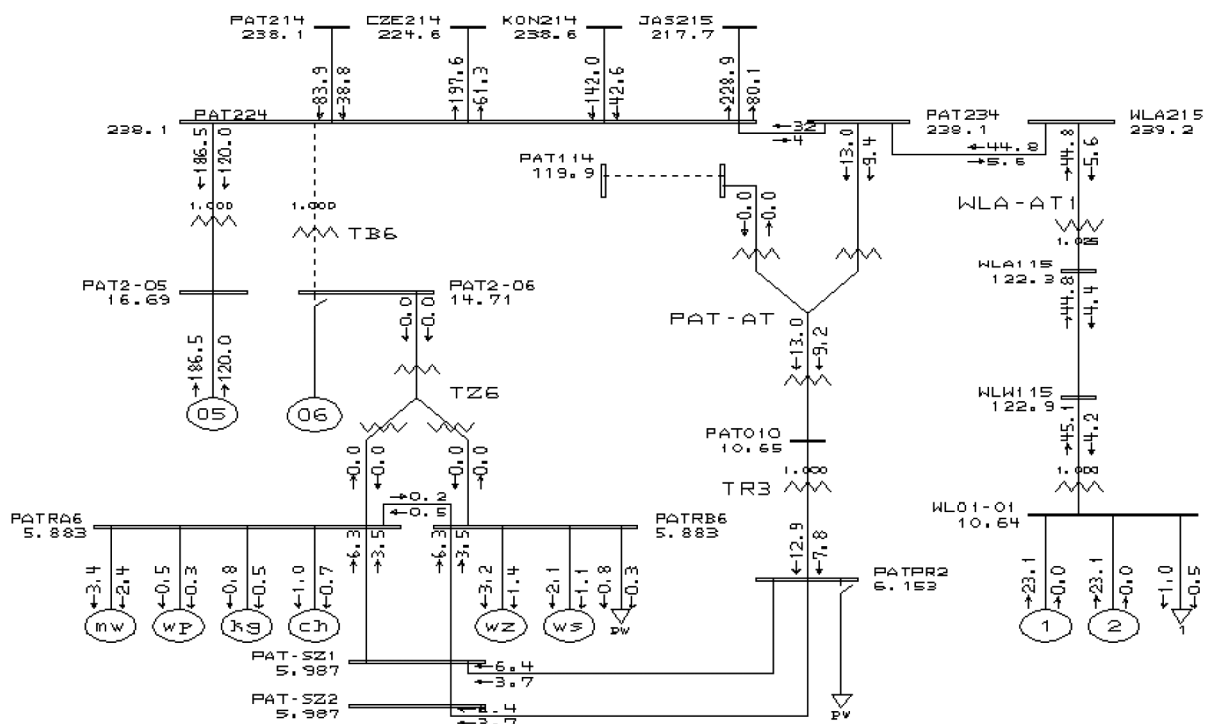 PAT214 CZE214 KON214 JAS215
238.1 224.6 238.6 217.7
83.9 38.8 197.6 61.3 142.0 42.6 228.9 80.1
PAT224 PAT234 WLA215
238.1 238.1 239.2
32
4
44.8
5.6
186.5 120.0 13.0 9.4 44.8 5.6
PAT114
119.9
0.0 0.0
1.000 1.000
TB6
WLA-AT1
1.025
PAT2-05 PAT2-06 WLA115
16.69 14.71 122.3
0.0 0.0
44.8 4.4
PAT-AT
13.0 9.2
186.5 120.0
TZ6
WLW115
122.9
05 06
PAT010
10.65
45.1 4.2
0.0 0.0 0.0 0.0
TR3
0.2
0.5
PATRA6 PATRB6 WL01-01
5.883 5.883 10.64
6.3 3.5 6.3 3.5
12.9 7.8
PATPR2
6.153
3.4 2.4 0.5 0.3 0.8 0.5 1.0 0.7 3.2 1.4 2.1 1.1 0.8 0.3 23.1 0.0 23.1 0.0 1.0 0.5
mw wp kg ch wz ws pw 1 2 1
PAT-SZ1
5.987
6.4
3.7
PAT-SZ2
5.987
3.7
pw